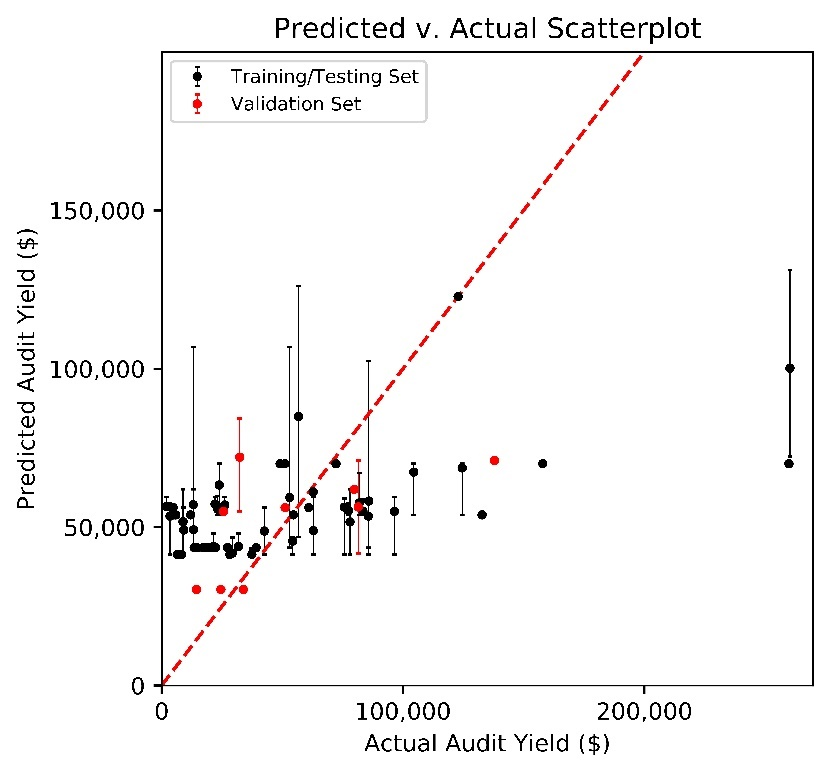 Predicted v. Actual Scatterplot
Training/Testing Set
Validation Set
150,000
100,000
50,000
0
Predicted Audit Yield ($)
0
100,000
200,000
Actual Audit Yield ($)